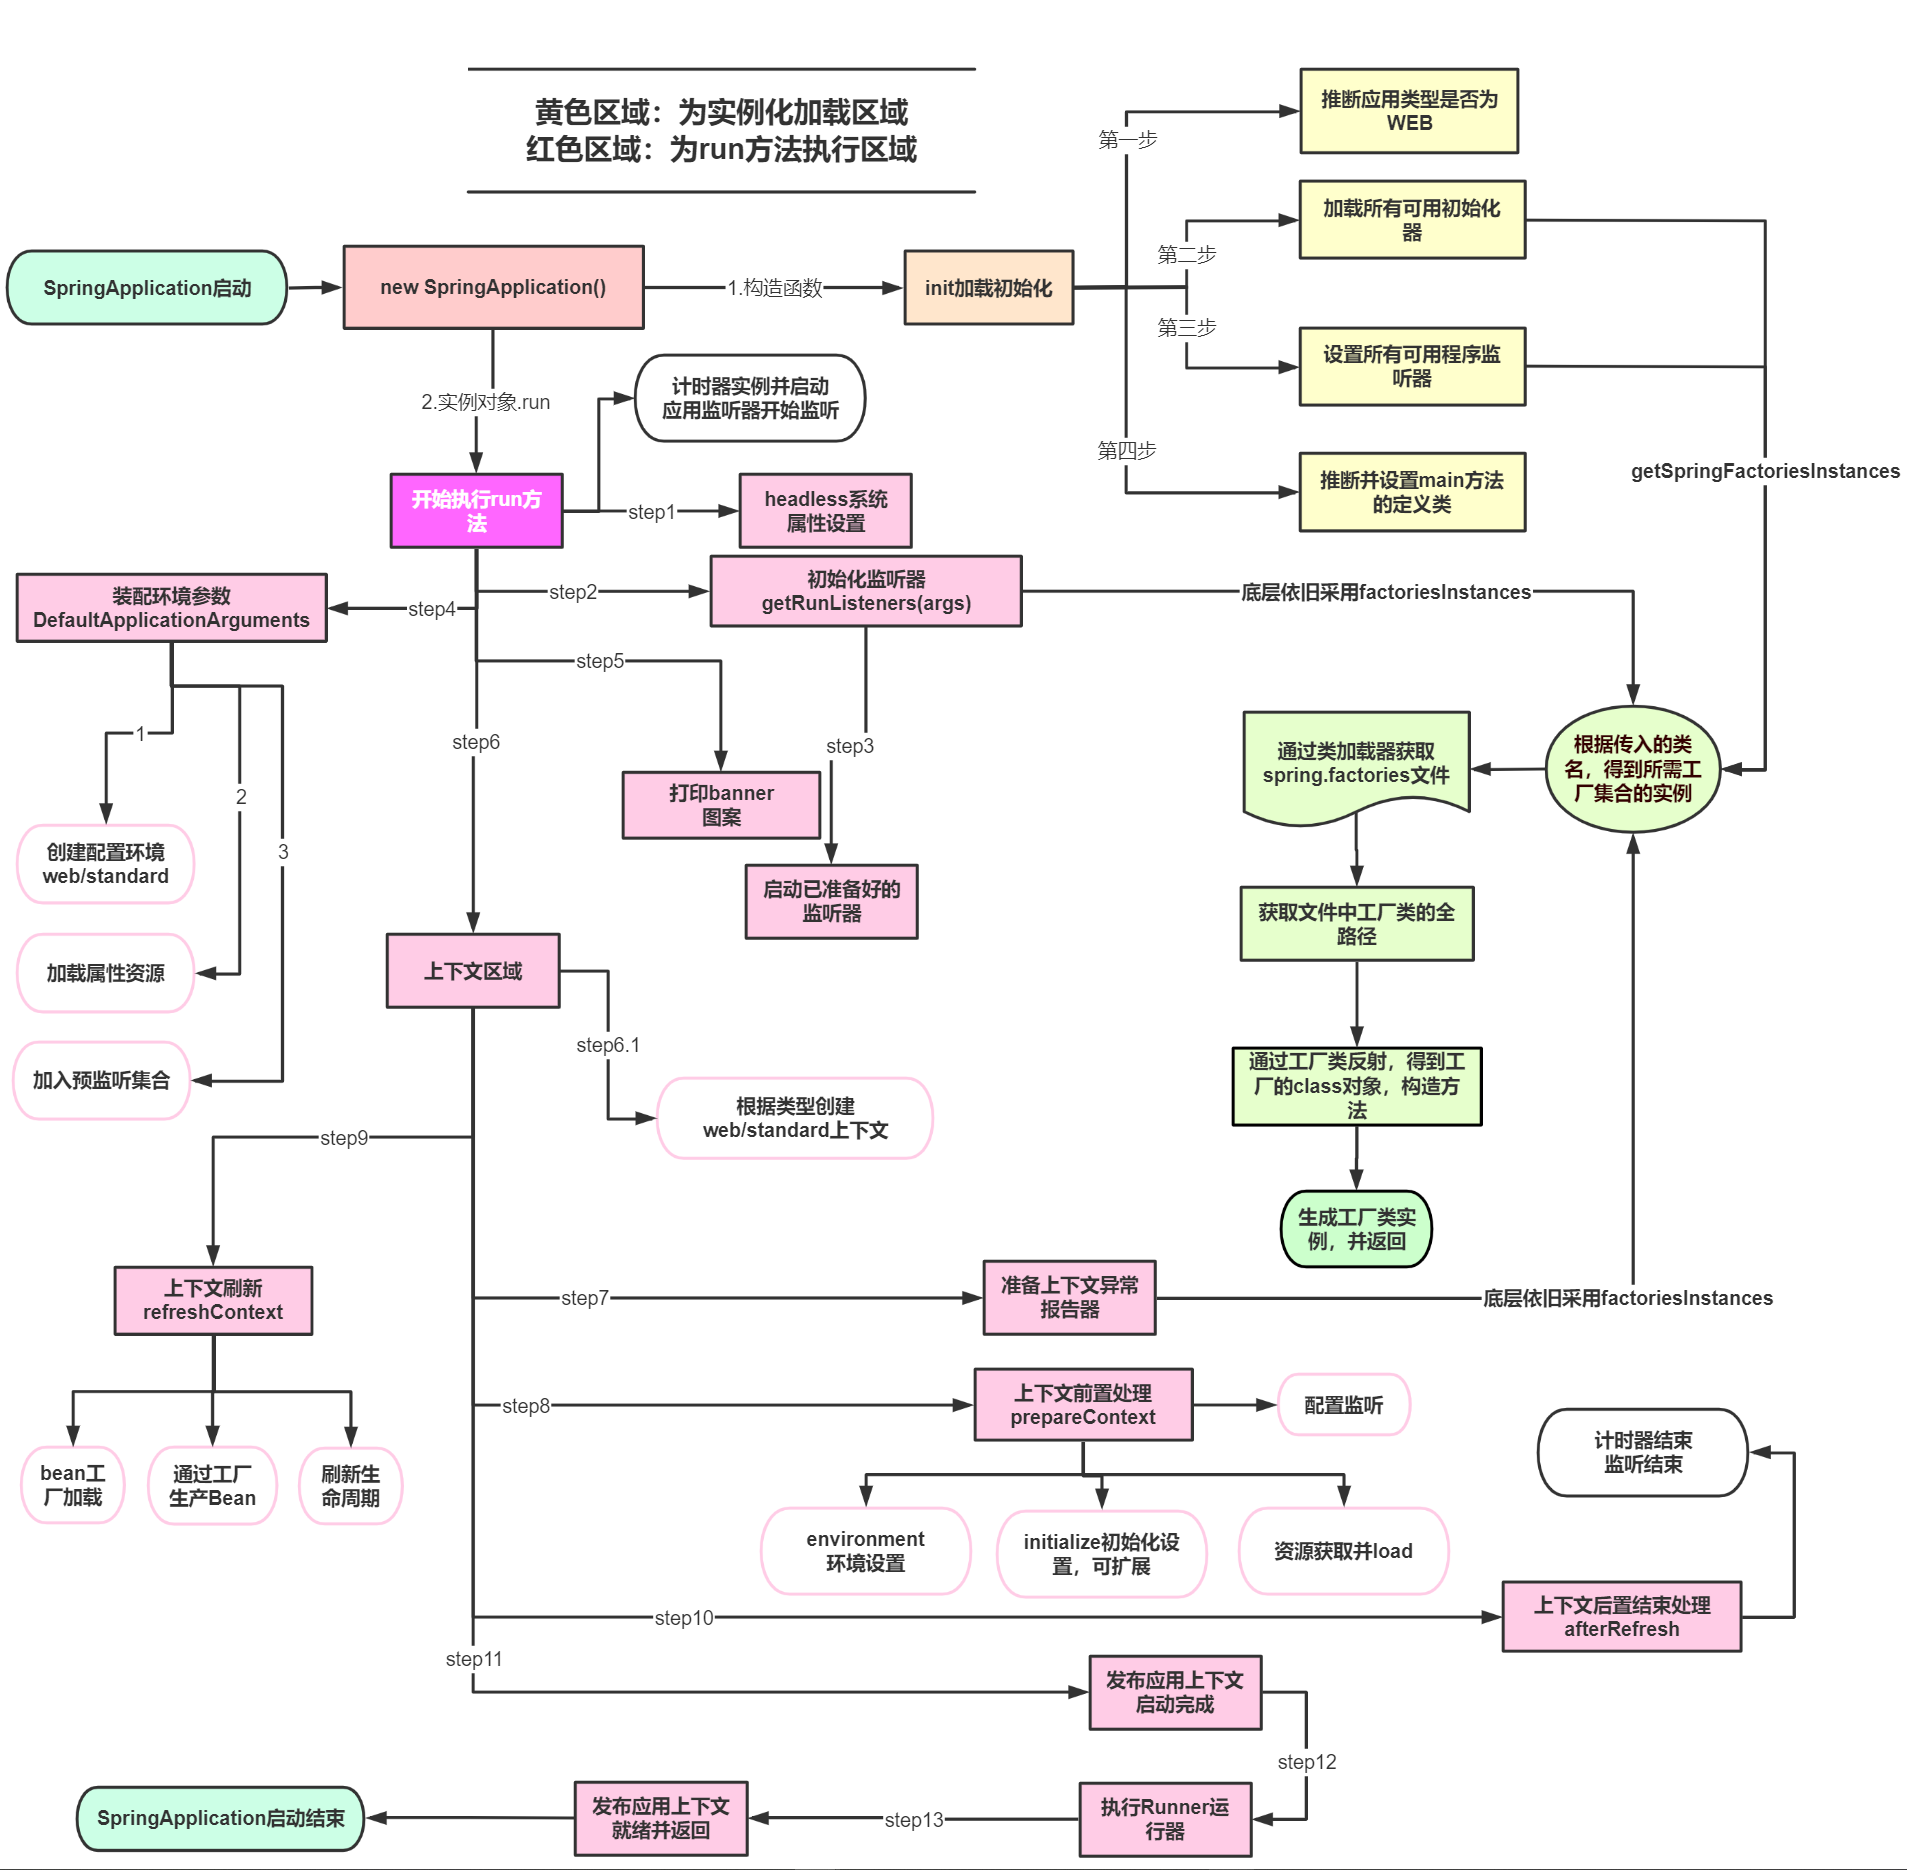 黄色区域：为实例化加载区域
红色区域：为run方法执行区域
推断应用类型是否为
WEB
第一步
加载所有可用初始化
器
第二步
SpringApplication启动
new SpringApplication()
1.构造函数
init加载初始化
第三步
设置所有可用程序监
听器
计时器实例并启动
应用监听器开始监听
2.实例对象.run
第四步
getSpringFactoriesInstances
推断并设置main方法
的定义类
开始执行run方
法
step1
headless系统
属性设置
装配环境参数
DefaultApplicationArguments
step4
step2
初始化监听器
getRunListeners(args)
底层依旧采用factoriesInstances
step5
step6
step3
1
2
3
通过类加载器获取
spring.factories文件
根据传入的类
名，得到所需工
厂集合的实例
打印banner
图案
创建配置环境
web/standard
启动已准备好的
监听器
获取文件中工厂类的全
路径
加载属性资源
上下文区域
step6.1
通过工厂类反射，得到工
厂的class对象，构造方
法
加入预监听集合
根据类型创建
web/standard上下文
step9
生成工厂类实
例，并返回
上下文刷新
refreshContext
step7
准备上下文异常
报告器
底层依旧采用factoriesInstances
step8
上下文前置处理
prepareContext
配置监听
计时器结束
监听结束
bean工
厂加载
通过工厂
生产Bean
刷新生
命周期
environment
环境设置
initialize初始化设
置，可扩展
资源获取并load
step10
上下文后置结束处理
afterRefresh
step11
发布应用上下文
启动完成
step12
SpringApplication启动结束
发布应用上下文
就绪并返回
step13
执行Runner运
行器